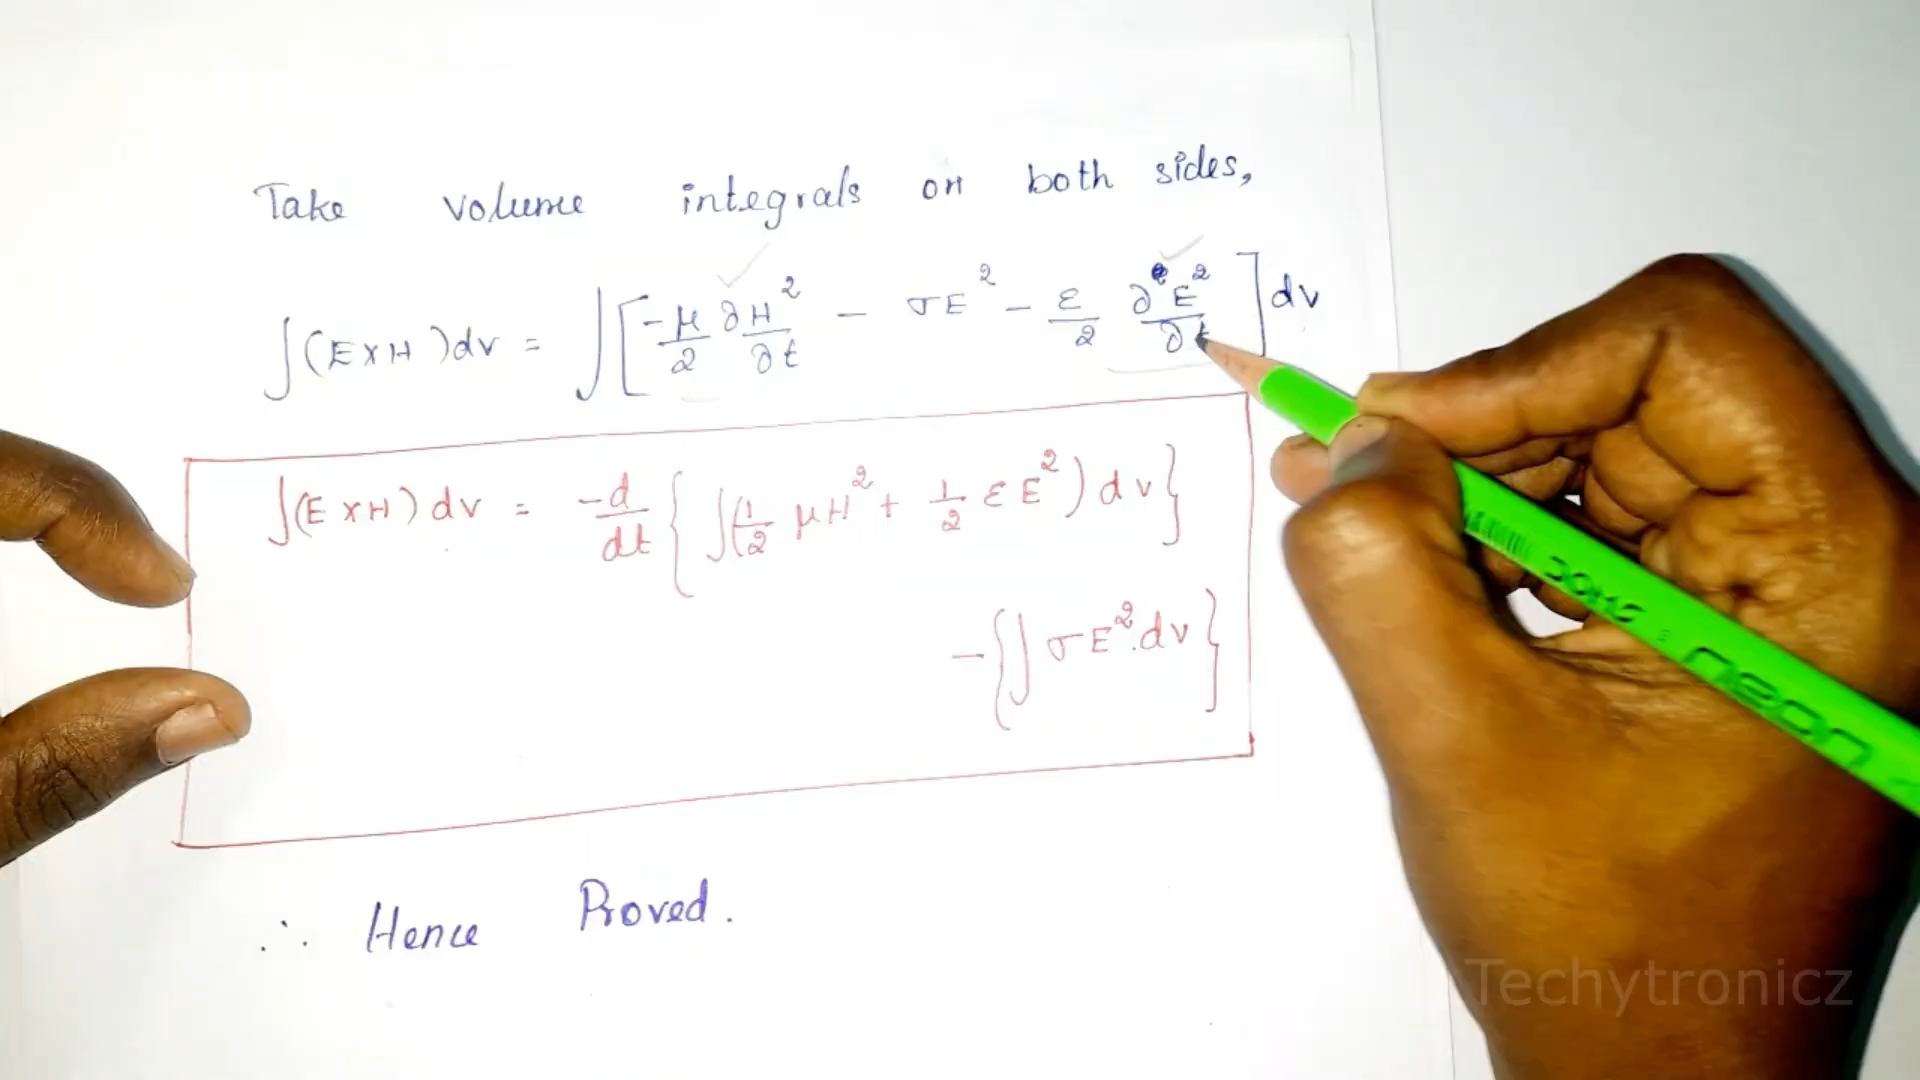 Take volume integrals on both sides,
∫(E×H)dv = ∫[-μ/2 ∂H²/∂t - σE² - ε/2 ∂E²/∂t]dv
∫(E×H)dv = -d/dt{∫(1/2 μH² + 1/2 εE²)dv}
-{∫σE².dv}
∴ Hence Proved.
neon
Techytronicz